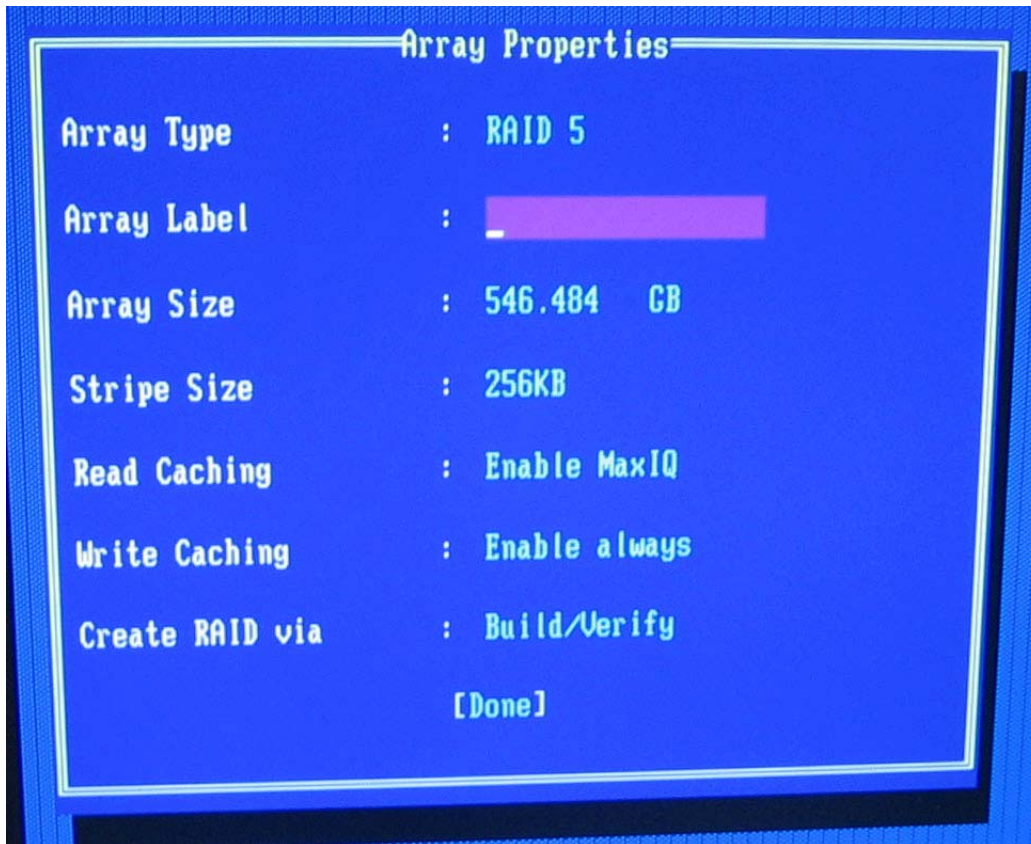 Array Properties
Array Type : RAID 5
Array Label :
Array Size : 546.484 GB
Stripe Size : 256KB
Read Caching : Enable MaxIQ
Write Caching : Enable always
Create RAID via : Build/Verify
[Done]